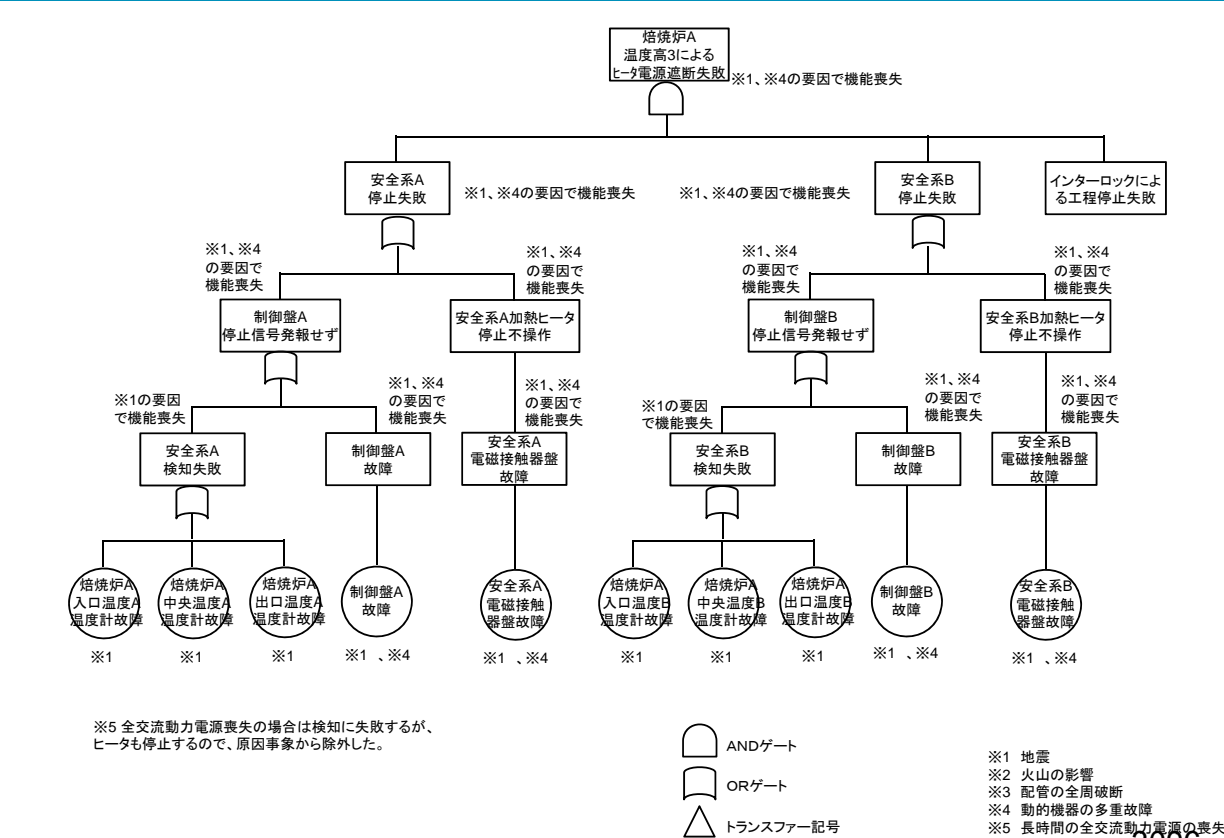 焙焼炉A
温度高3による
ﾋｰﾀ電源遮断失敗
※1、※4の要因で機能喪失
安全系A
停止失敗
※1、※4の要因で機能喪失
※1、※4の要因で機能喪失
安全系B
停止失敗
インターロックによ
る工程停止失敗
※1、※4
の要因で
機能喪失
※1、※4
の要因で
機能喪失
※1、※4
の要因で
機能喪失
※1、※4
の要因で
機能喪失
制御盤A
停止信号発報せず
安全系A加熱ヒータ
停止不操作
制御盤B
停止信号発報せず
安全系B加熱ヒータ
停止不操作
※1の要因
で機能喪失
※1、※4
の要因で
機能喪失
※1、※4
の要因で
機能喪失
※1の要因
で機能喪失
※1、※4
の要因で
機能喪失
※1、※4
の要因で
機能喪失
安全系A
検知失敗
制御盤A
故障
安全系A
電磁接触器盤
故障
安全系B
検知失敗
制御盤B
故障
安全系B
電磁接触器盤
故障
焙焼炉A
入口温度A
温度計故障
焙焼炉A
中央温度A
温度計故障
焙焼炉A
出口温度A
温度計故障
制御盤A
故障
安全系A
電磁接触
器盤故障
焙焼炉A
入口温度B
温度計故障
焙焼炉A
中央温度B
温度計故障
焙焼炉A
出口温度B
温度計故障
制御盤B
故障
安全系B
電磁接触
器盤故障
※1
※1
※1
※1 、※4
※1 、※4
※1
※1
※1
※1 、※4
※1 、※4
※5 全交流動力電源喪失の場合は検知に失敗するが、
ヒータも停止するので、原因事象から除外した。
ANDゲート
ORゲート
トランスファー記号
※1 地震
※2 火山の影響
※3 配管の全周破断
※4 動的機器の多重故障
※5 長時間の全交流動力電源の喪失